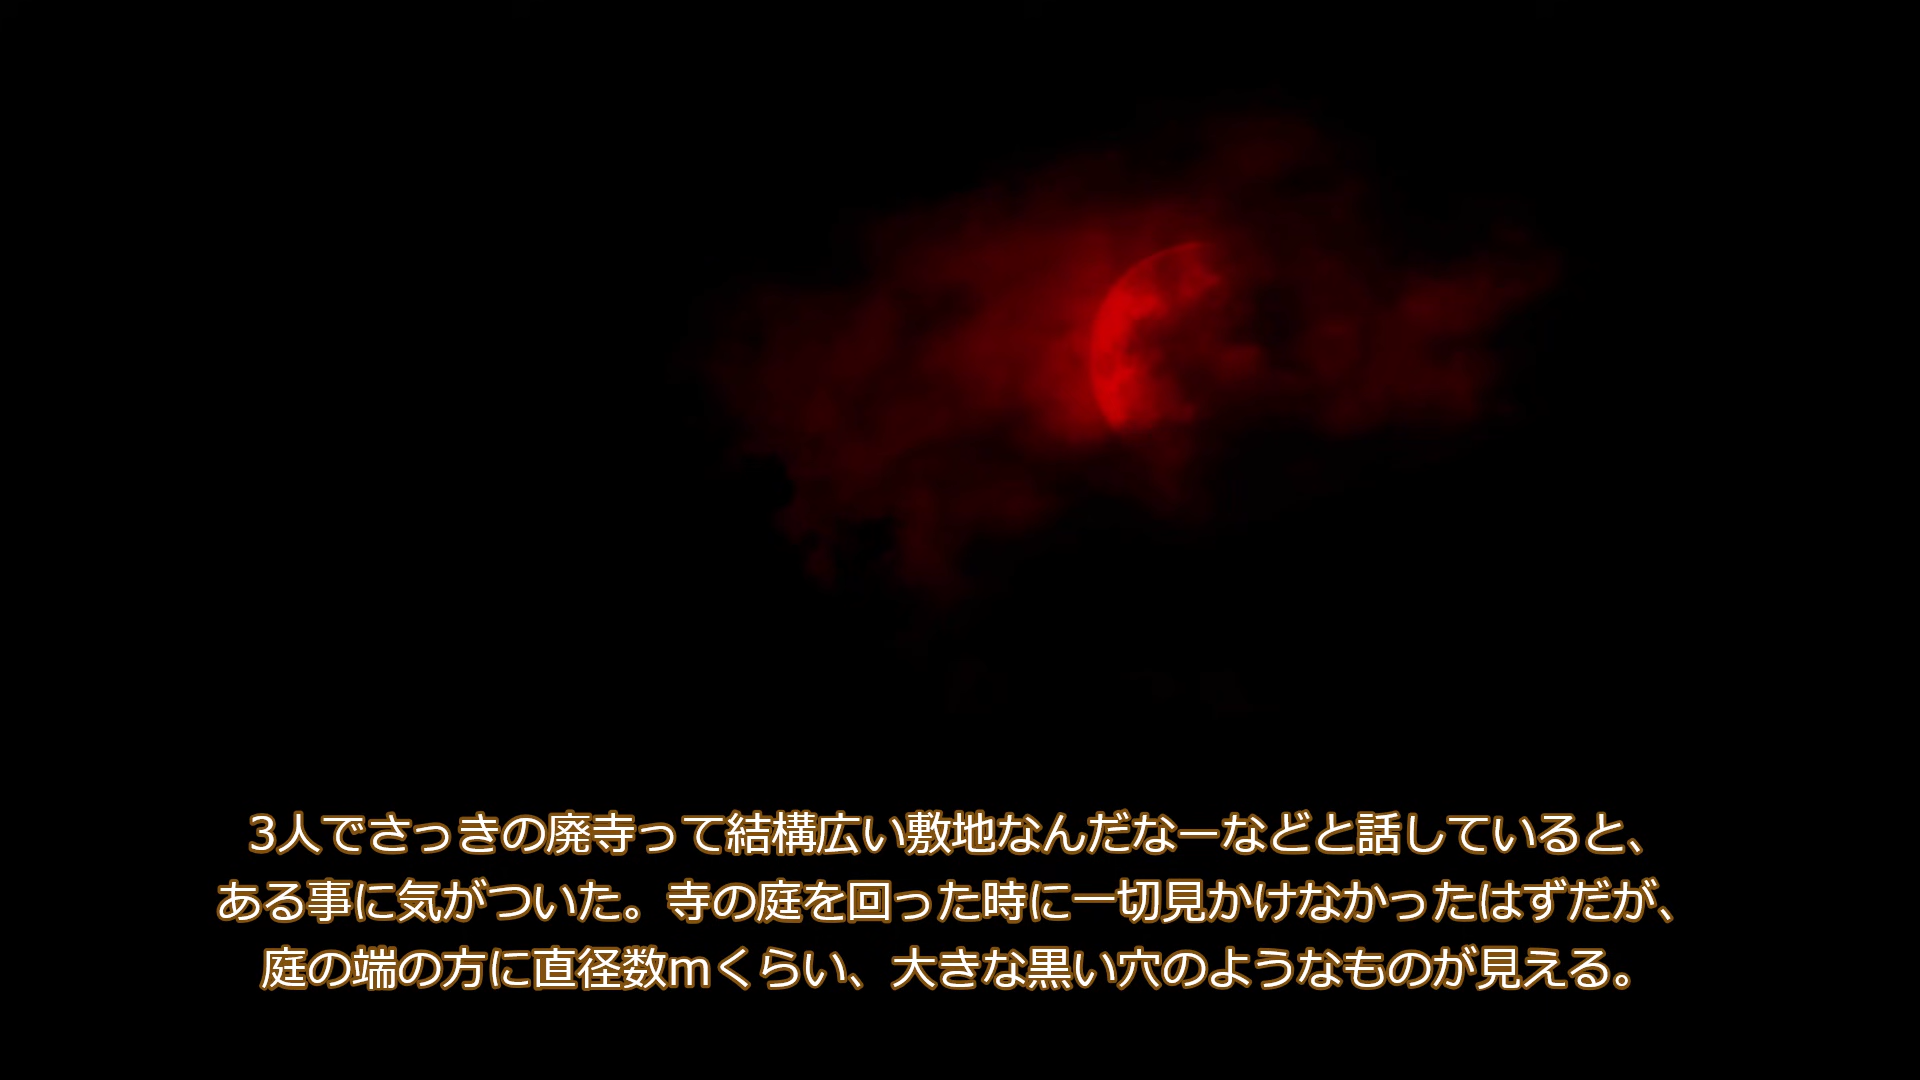 3人でさっきの廃寺って結構広い敷地なんだなーなどと話していると、
ある事に気がついた。寺の庭を回った時に一切見かけなかったはずだが、
庭の端の方に直径数mくらい、大きな黒い穴のようなものが見える。